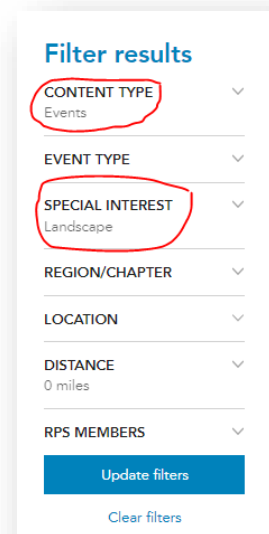 Filter results
CONTENT TYPE
Events
EVENT TYPE
SPECIAL INTEREST
Landscape
REGION/CHAPTER
LOCATION
DISTANCE
0 miles
RPS MEMBERS
Update filters
Clear filters